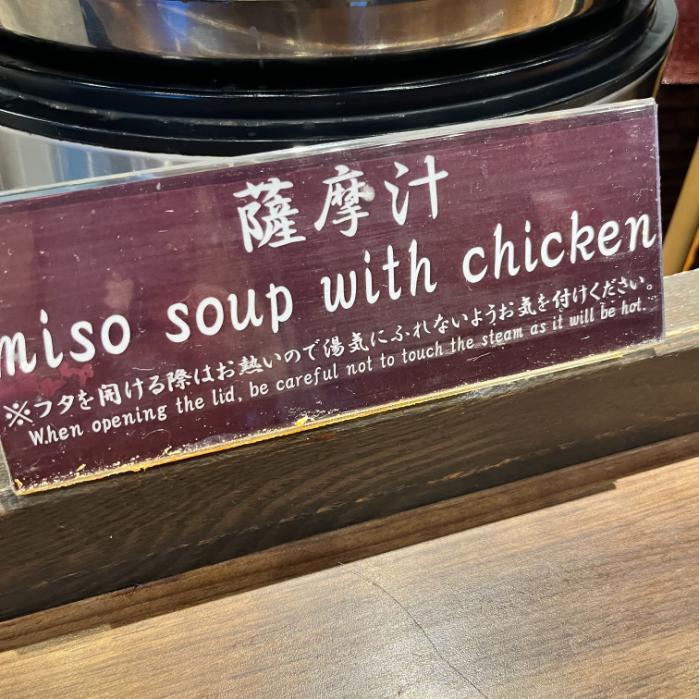 薩摩汁
miso soup with chicken
※フタを開ける際はお熱いので湯気にふれないようお気を付けください。
When opening the lid, be careful not to touch the steam as it will be hot.